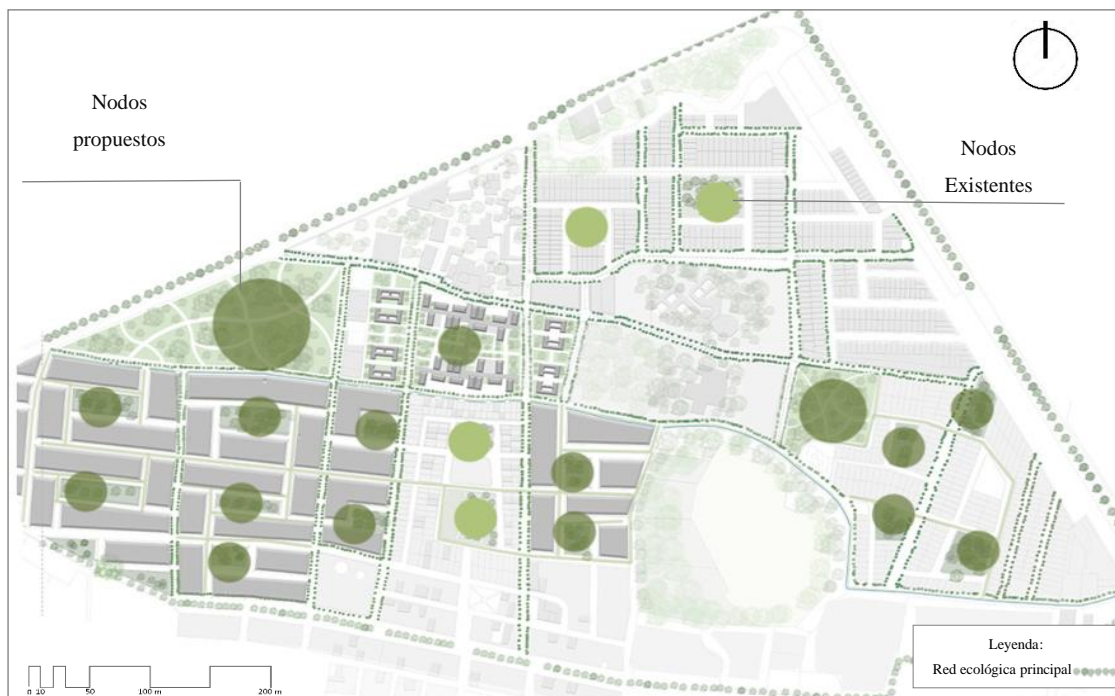 Nodos
propuestos
Nodos
Existentes
Leyenda:
Red ecológica principal
0 10 50 100 m 200 m